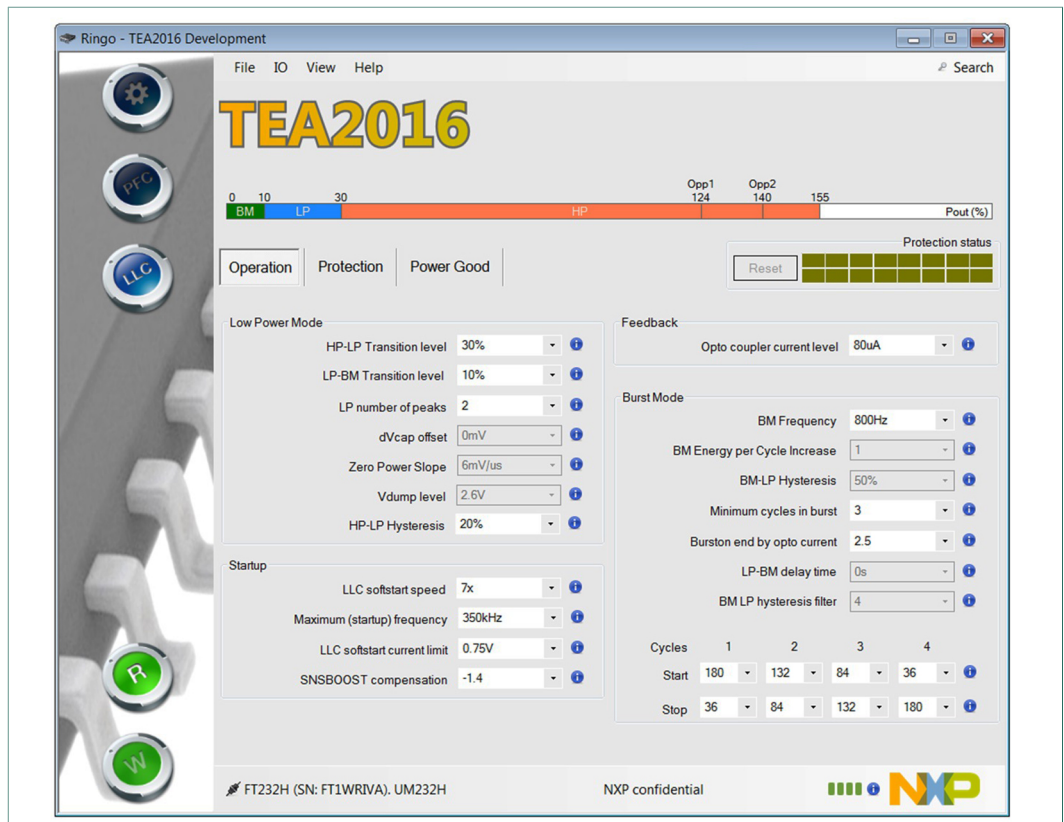 Ringo - TEA2016 Development
File IO View Help Search
TEA2016
Opp1 Opp2
0 10 30 124 140 155
BM LP HP Pout (%)
PFC
LLC
Operation Protection Power Good
Protection status
Reset
Low Power Mode
HP-LP Transition level 30%
LP-BM Transition level 10%
LP number of peaks 2
dVcap offset 0mV
Zero Power Slope 6mV/us
Vdump level 2.6V
HP-LP Hysteresis 20%
Startup
LLC softstart speed 7x
Maximum (startup) frequency 350kHz
LLC softstart current limit 0.75V
SNSBOOST compensation -1.4
Feedback
Opto coupler current level 80uA
Burst Mode
BM Frequency 800Hz
BM Energy per Cycle Increase 1
BM-LP Hysteresis 50%
Minimum cycles in burst 3
Burston end by opto current 2.5
LP-BM delay time 0s
BM LP hysteresis filter 4
Cycles 1 2 3 4
Start 180 132 84 36
Stop 36 84 132 180
R
W
FT232H (SN: FT1WRIVA). UM232H NXP confidential NXP